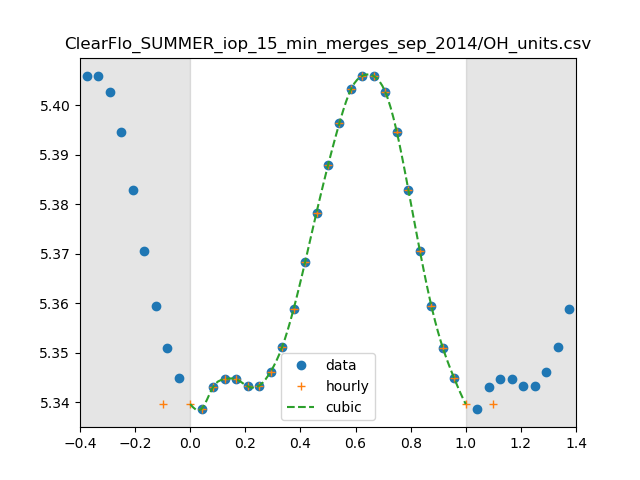 ClearFlo_SUMMER_iop_15_min_merges_sep_2014/OH_units.csv
5.40
5.39
5.38
5.37
5.36
5.35
5.34
data
hourly
cubic
−0.4 −0.2 0.0 0.2 0.4 0.6 0.8 1.0 1.2 1.4